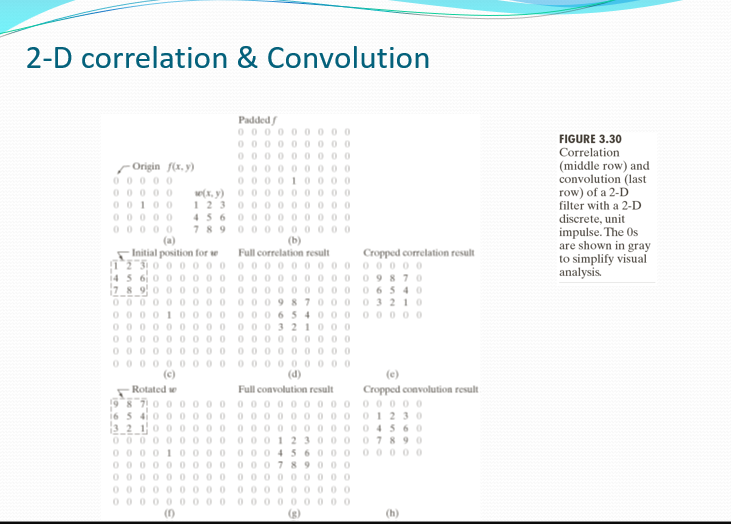 2-D correlation & Convolution
Padded f
0 0 0 0 0 0 0 0 0
0 0 0 0 0 0 0 0 0
0 0 0 0 0 0 0 0 0
0 0 0 0 0 0 0 0 0
0 0 0 0 1 0 0 0 0
0 0 0 0 0 0 0 0 0
0 0 0 0 0 0 0 0 0
0 0 0 0 0 0 0 0 0
0 0 0 0 0 0 0 0 0
(b)
Origin f(x, y)
0 0 0 0 0
0 0 0 0 0
0 0 1 0 0
0 0 0 0 0
0 0 0 0 0
w(x, y)
1 2 3
4 5 6
7 8 9
(a)
Initial position for w
1 2 3 0 0 0 0 0 0
4 5 6 0 0 0 0 0 0
7 8 9 0 0 0 0 0 0
0 0 0 0 0 0 0 0 0
0 0 0 0 1 0 0 0 0
0 0 0 0 0 0 0 0 0
0 0 0 0 0 0 0 0 0
0 0 0 0 0 0 0 0 0
0 0 0 0 0 0 0 0 0
(c)
Full correlation result
0 0 0 0 0 0 0 0 0
0 0 0 0 0 0 0 0 0
0 0 0 0 0 0 0 0 0
0 0 0 9 8 7 0 0 0
0 0 0 6 5 4 0 0 0
0 0 0 3 2 1 0 0 0
0 0 0 0 0 0 0 0 0
0 0 0 0 0 0 0 0 0
0 0 0 0 0 0 0 0 0
(d)
Cropped correlation result
0 0 0 0 0
0 9 8 7 0
0 6 5 4 0
0 3 2 1 0
0 0 0 0 0
(e)
Rotated w
9 8 7 0 0 0 0 0 0
6 5 4 0 0 0 0 0 0
3 2 1 0 0 0 0 0 0
0 0 0 0 0 0 0 0 0
0 0 0 0 1 0 0 0 0
0 0 0 0 0 0 0 0 0
0 0 0 0 0 0 0 0 0
0 0 0 0 0 0 0 0 0
0 0 0 0 0 0 0 0 0
(f)
Full convolution result
0 0 0 0 0 0 0 0 0
0 0 0 0 0 0 0 0 0
0 0 0 0 0 0 0 0 0
0 0 0 1 2 3 0 0 0
0 0 0 4 5 6 0 0 0
0 0 0 7 8 9 0 0 0
0 0 0 0 0 0 0 0 0
0 0 0 0 0 0 0 0 0
0 0 0 0 0 0 0 0 0
(g)
Cropped convolution result
0 0 0 0 0
0 1 2 3 0
0 4 5 6 0
0 7 8 9 0
0 0 0 0 0
(h)
FIGURE 3.30
Correlation
(middle row) and
convolution (last
row) of a 2-D
filter with a 2-D
discrete, unit
impulse. The 0s
are shown in gray
to simplify visual
analysis.